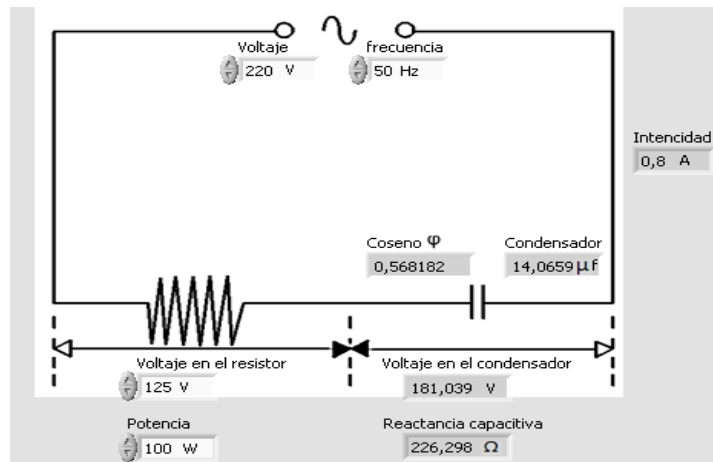 Voltaje
220 V
frecuencia
50 Hz
Intencidad
0,8 A
Coseno φ
0,568182
Condensador
14,0659 µf
Voltaje en el resistor
125 V
Voltaje en el condensador
181,039 V
Potencia
100 W
Reactancia capacitiva
226,298 Ω